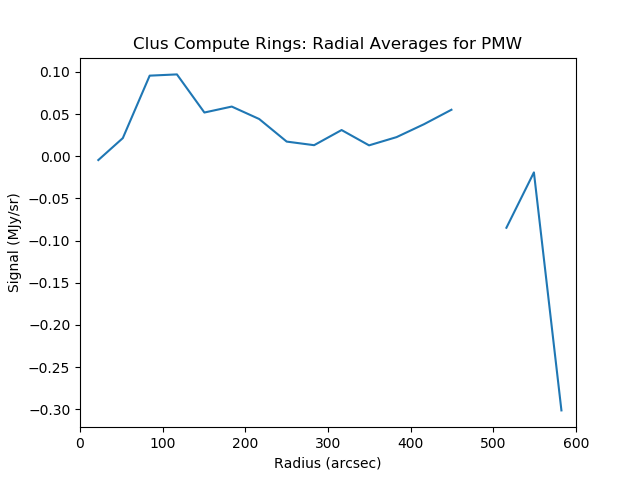 Clus Compute Rings: Radial Averages for PMW
Signal (MJy/sr)
0.10
0.05
0.00
−0.05
−0.10
−0.15
−0.20
−0.25
−0.30
0 100 200 300 400 500 600
Radius (arcsec)